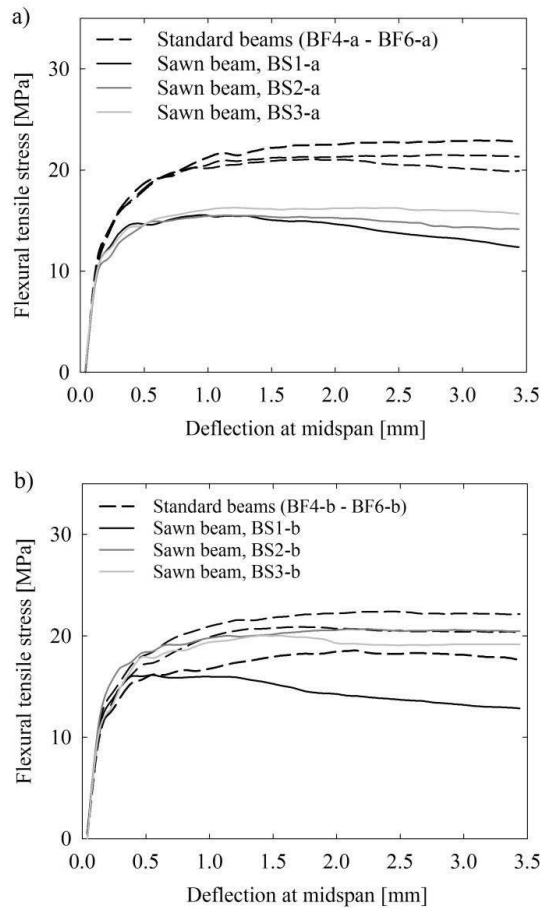 a)
Flexural tensile stress [MPa]
30
20
10
0
Standard beams (BF4-a - BF6-a)
Sawn beam, BS1-a
Sawn beam, BS2-a
Sawn beam, BS3-a
0.0 0.5 1.0 1.5 2.0 2.5 3.0 3.5
Deflection at midspan [mm]
b)
Flexural tensile stress [MPa]
30
20
10
0
Standard beams (BF4-b - BF6-b)
Sawn beam, BS1-b
Sawn beam, BS2-b
Sawn beam, BS3-b
0.0 0.5 1.0 1.5 2.0 2.5 3.0 3.5
Deflection at midspan [mm]